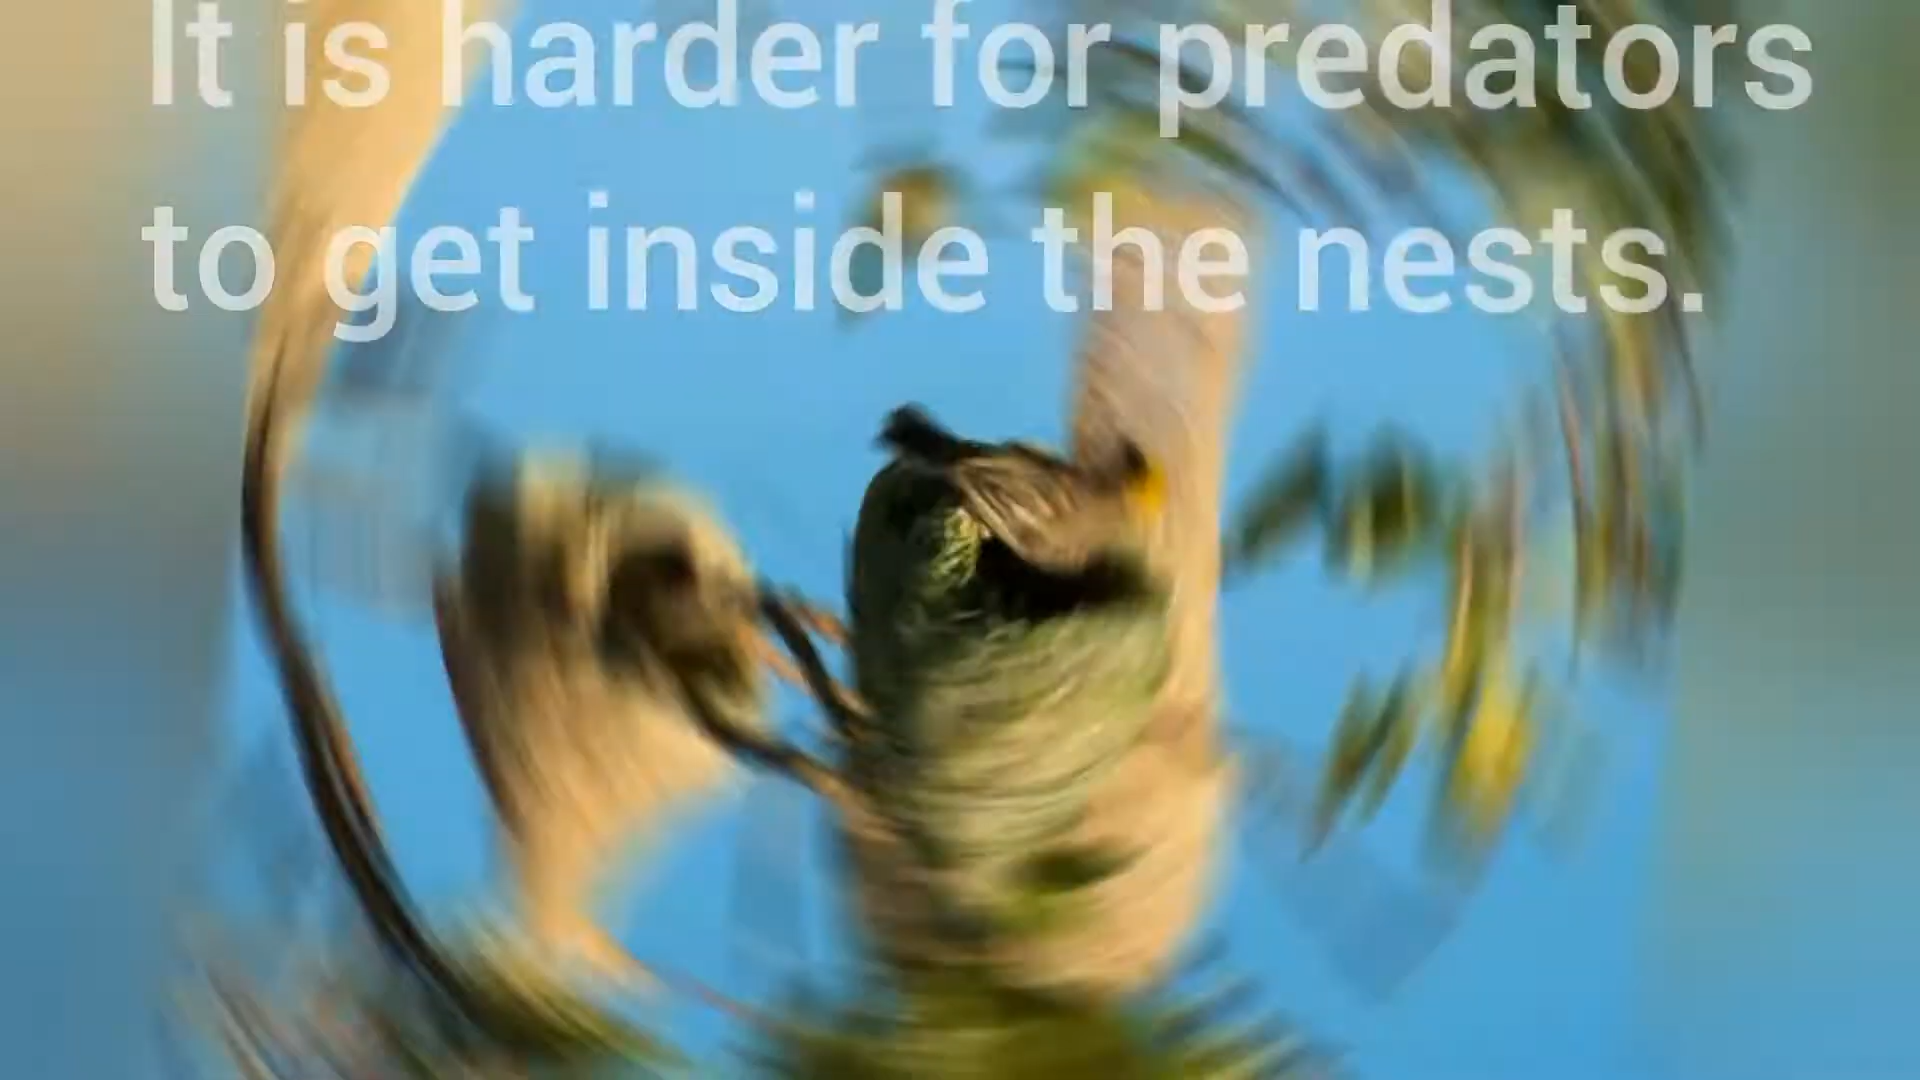 It is harder for predators
to get inside the nests.